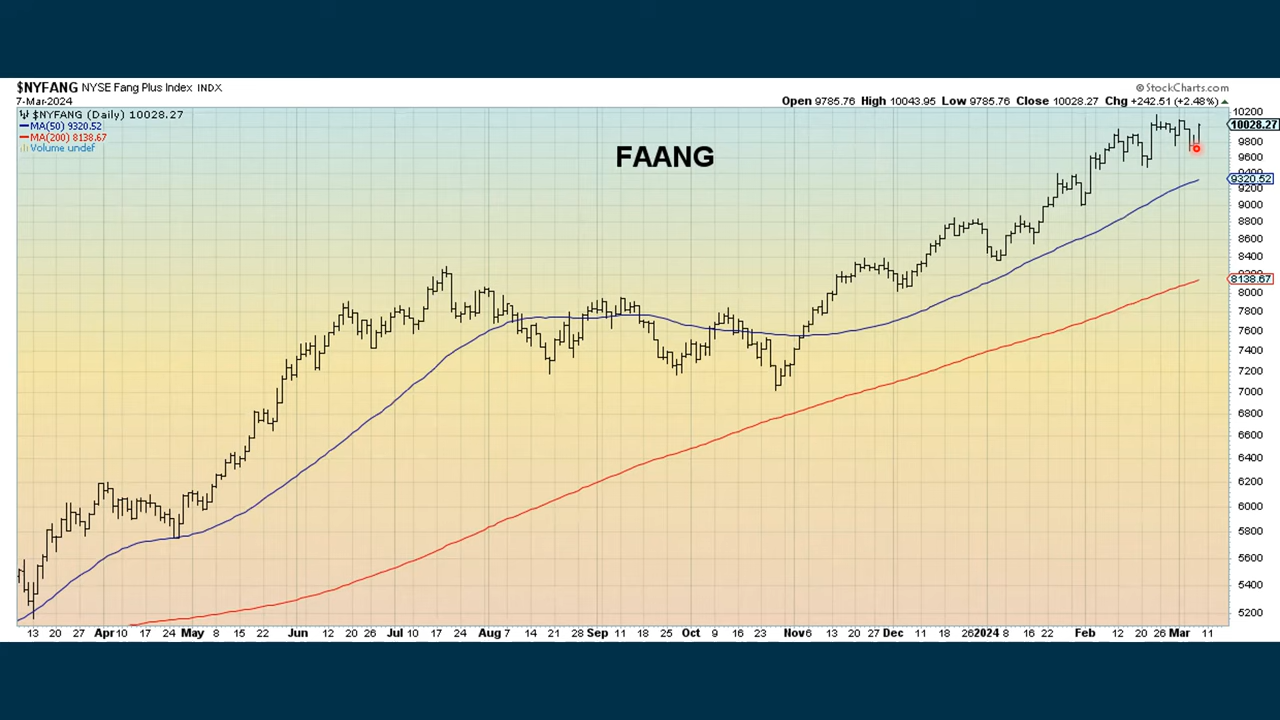 $NYFANG NYSE Fang Plus Index INDX
© StockCharts.com
7-Mar-2024
Open 9785.76 High 10043.95 Low 9785.76 Close 10028.27 Chg +242.51 (+2.48%)
$NYFANG (Daily) 10028.27
MA(50) 9320.52
MA(200) 8138.67
Volume undef
FAANG
10200
10028.27
9800
9600
9400
9320.52
9200
9000
8800
8600
8400
8200
8138.67
8000
7800
7600
7400
7200
7000
6800
6600
6400
6200
6000
5800
5600
5400
5200
13 20 27 Apr 10 17 24 May 8 15 22 Jun 12 20 26 Jul 10 17 24 Aug 7 14 21 28 Sep 11 18 25 Oct 9 16 23 Nov 6 13 20 27 Dec 11 18 26 2024 8 16 22 Feb 12 20 26 Mar 11